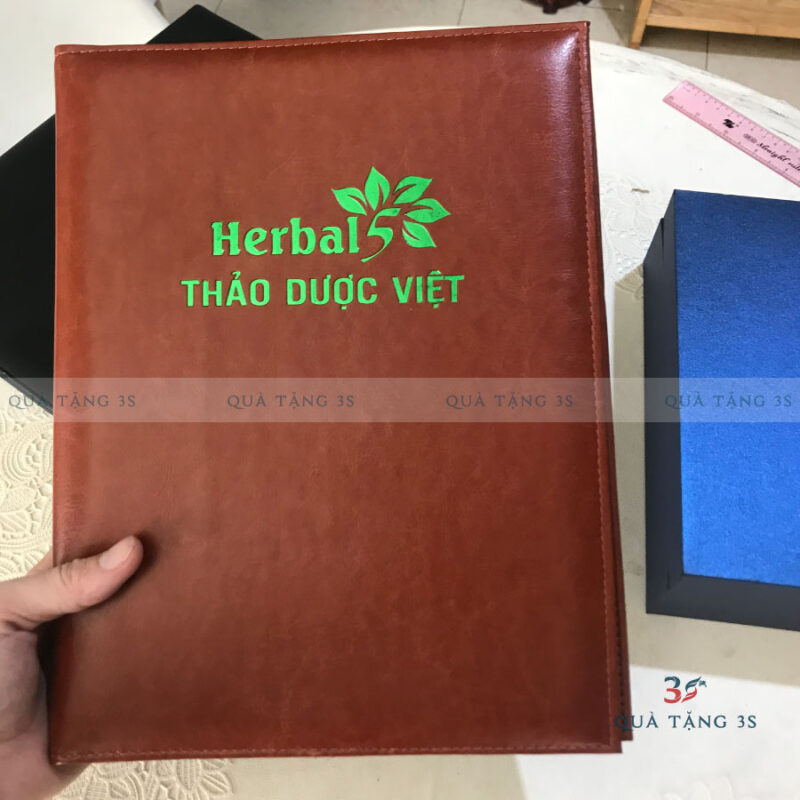 Herbal5
THẢO DƯỢC VIỆT
QUÀ TẶNG 3S QUÀ TẶNG 3S QUÀ TẶNG 3S QUÀ TẶNG 3S
3S
QUÀ TẶNG 3S